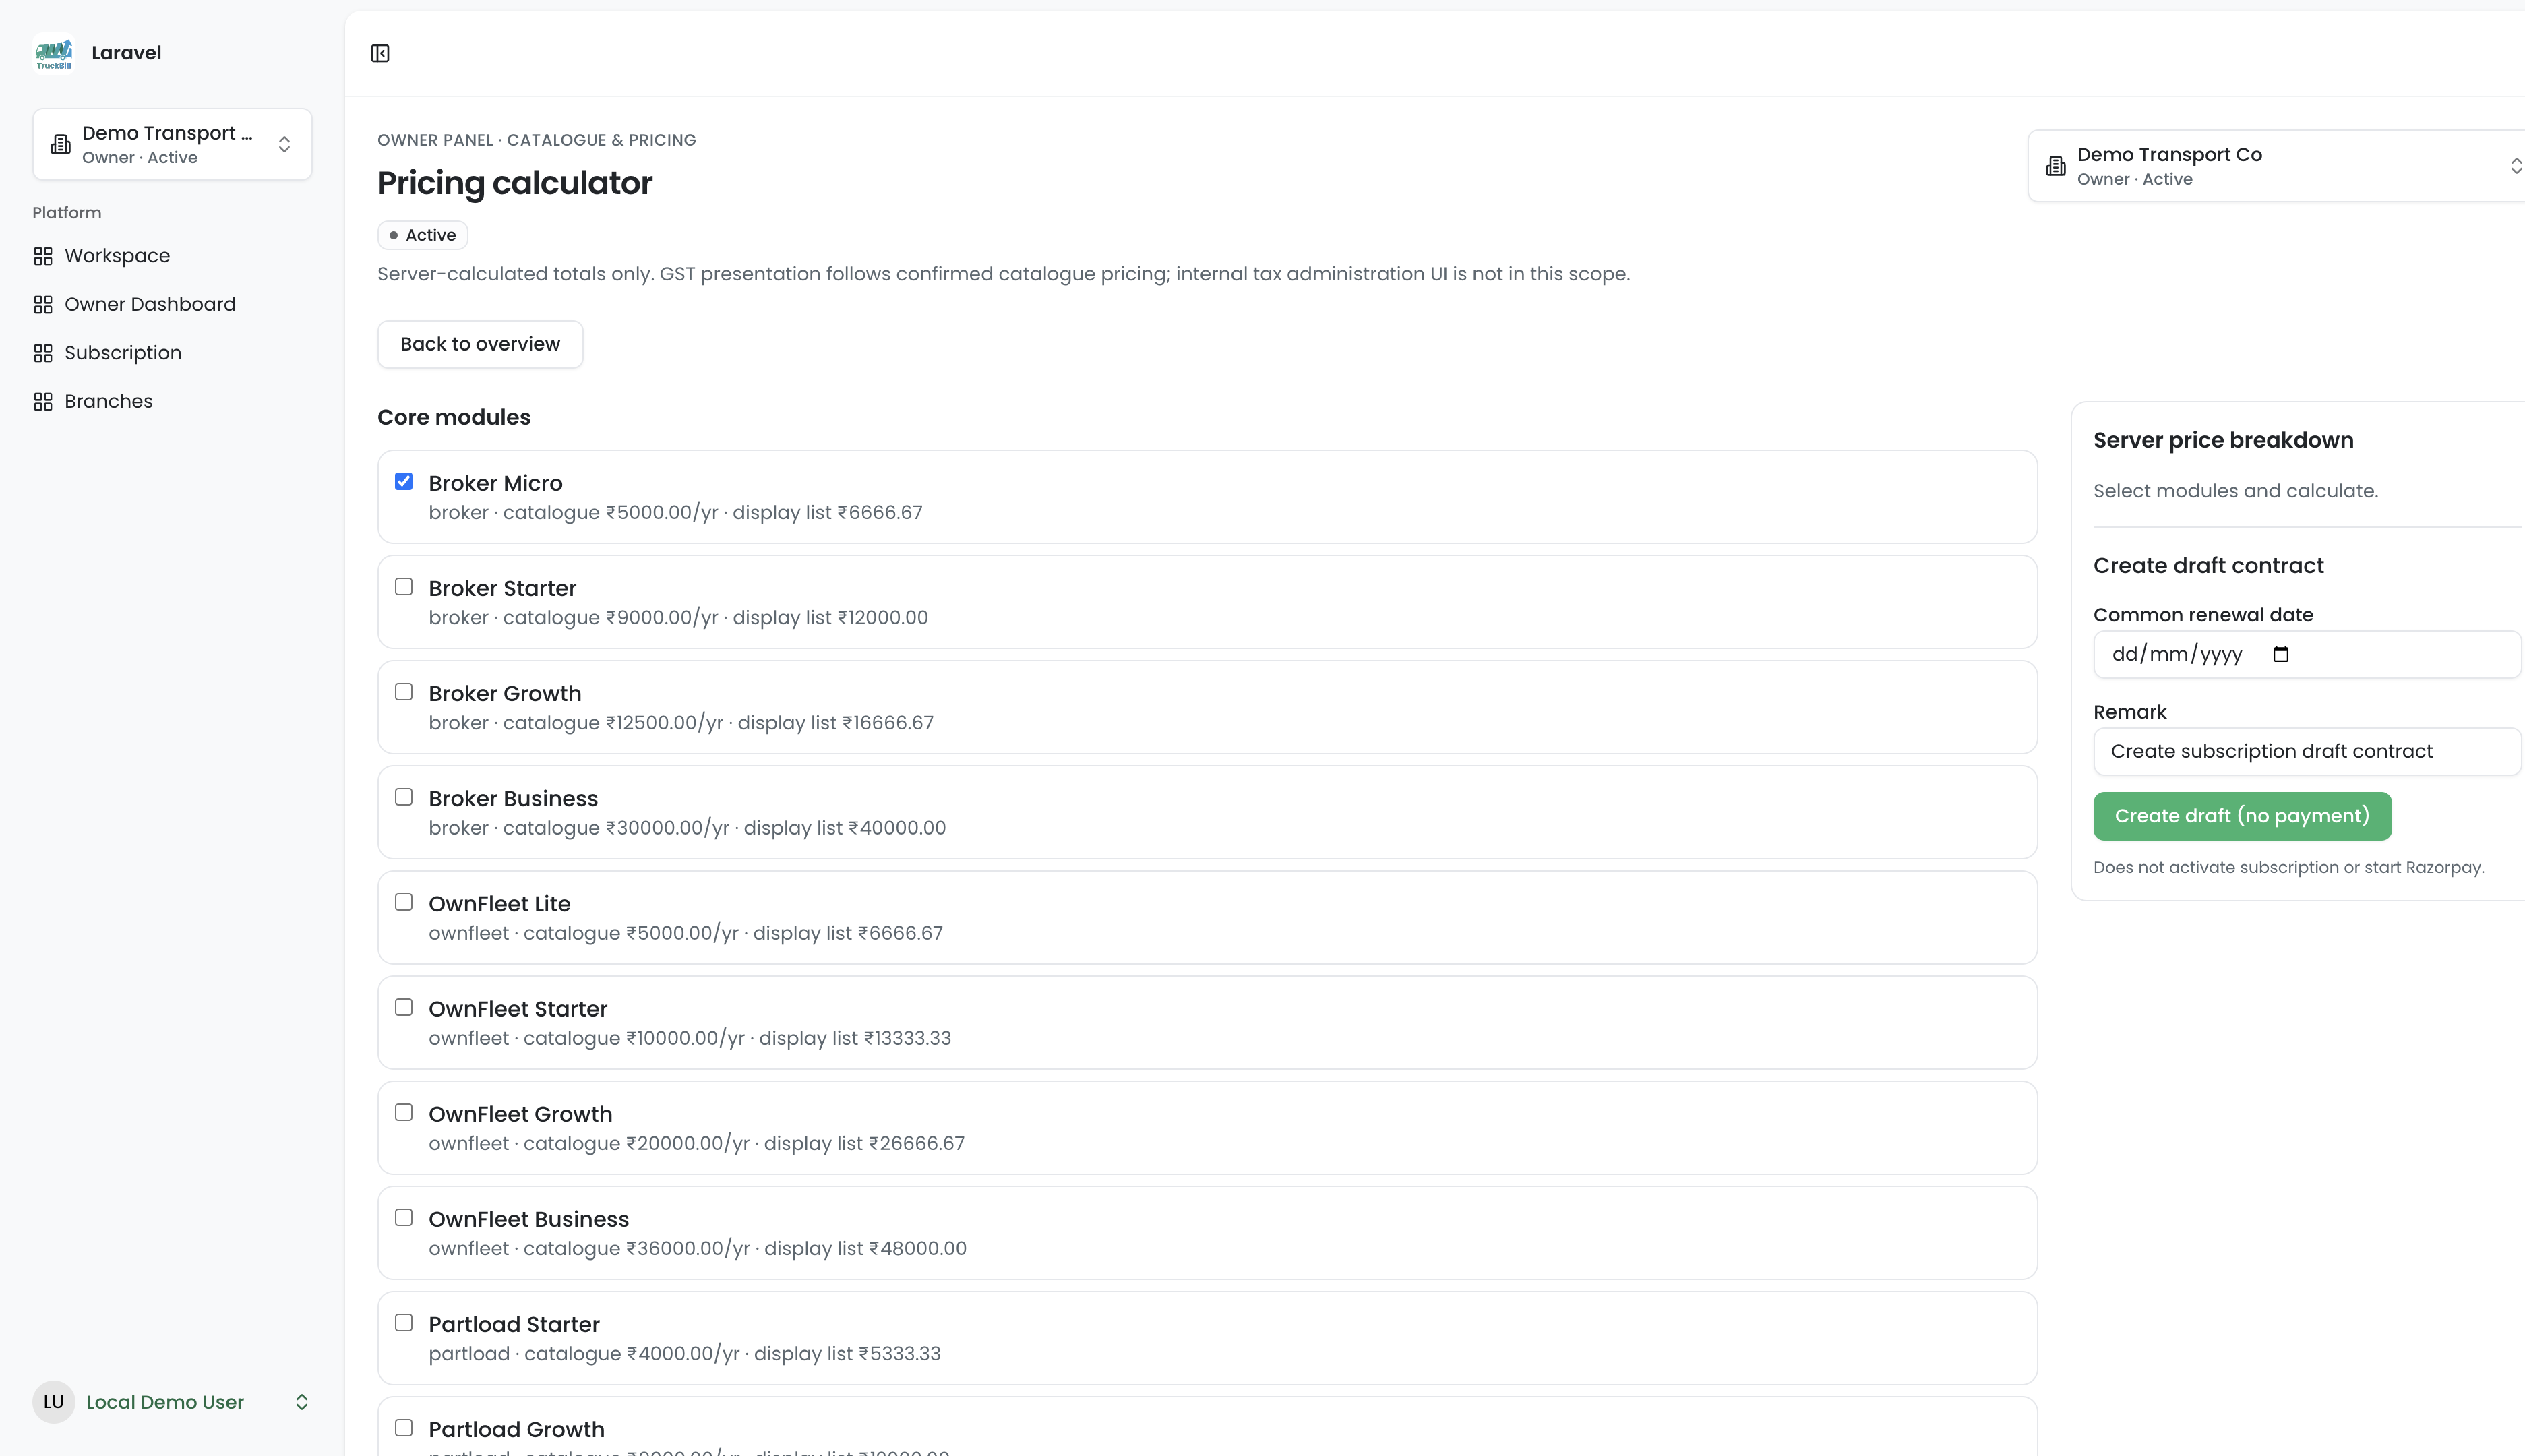 TruckBill
Laravel
Demo Transport ...
Owner · Active
Platform
Workspace
Owner Dashboard
Subscription
Branches
LU
Local Demo User
OWNER PANEL · CATALOGUE & PRICING
Pricing calculator
Active
Server-calculated totals only. GST presentation follows confirmed catalogue pricing; internal tax administration UI is not in this scope.
Demo Transport Co
Owner · Active
Back to overview
Core modules
Broker Micro
broker · catalogue ₹5000.00/yr · display list ₹6666.67
Broker Starter
broker · catalogue ₹9000.00/yr · display list ₹12000.00
Broker Growth
broker · catalogue ₹12500.00/yr · display list ₹16666.67
Broker Business
broker · catalogue ₹30000.00/yr · display list ₹40000.00
OwnFleet Lite
ownfleet · catalogue ₹5000.00/yr · display list ₹6666.67
OwnFleet Starter
ownfleet · catalogue ₹10000.00/yr · display list ₹13333.33
OwnFleet Growth
ownfleet · catalogue ₹20000.00/yr · display list ₹26666.67
OwnFleet Business
ownfleet · catalogue ₹36000.00/yr · display list ₹48000.00
Partload Starter
partload · catalogue ₹4000.00/yr · display list ₹5333.33
Partload Growth
Server price breakdown
Select modules and calculate.
Create draft contract
Common renewal date
dd/mm/yyyy
Remark
Create subscription draft contract
Create draft (no payment)
Does not activate subscription or start Razorpay.